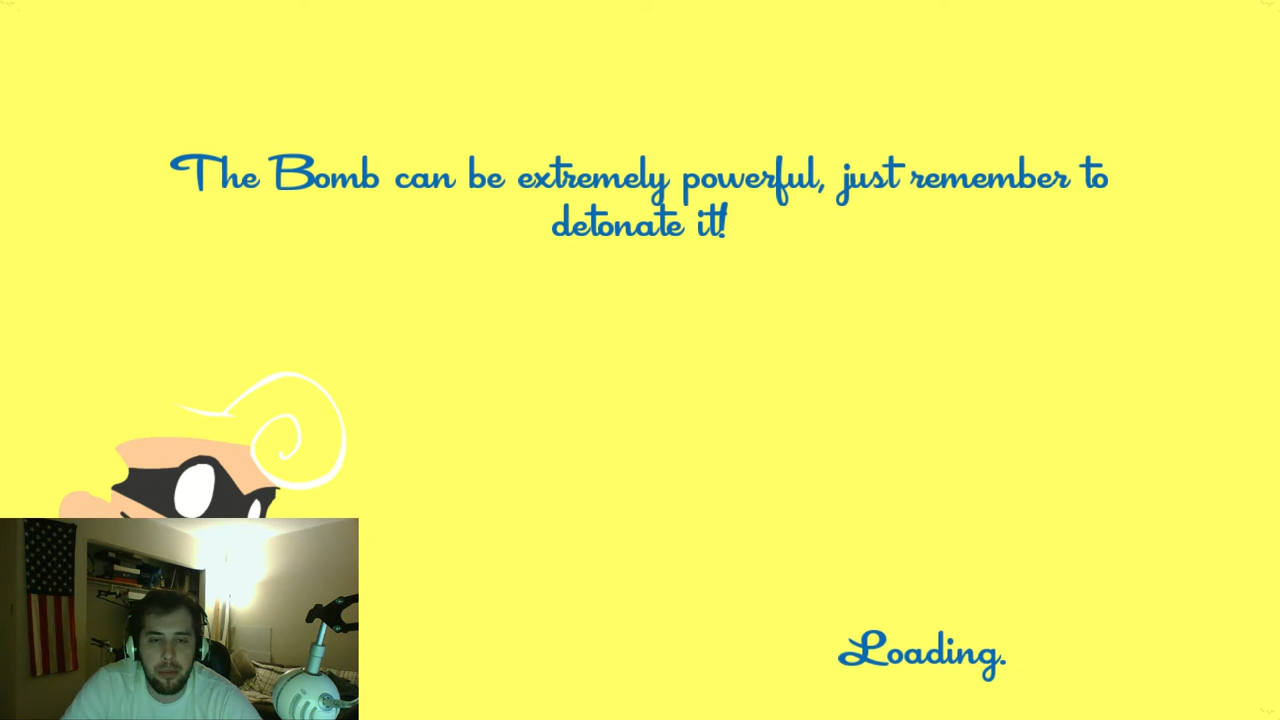 The Bomb can be extremely powerful, just remember to
detonate it!
Loading.